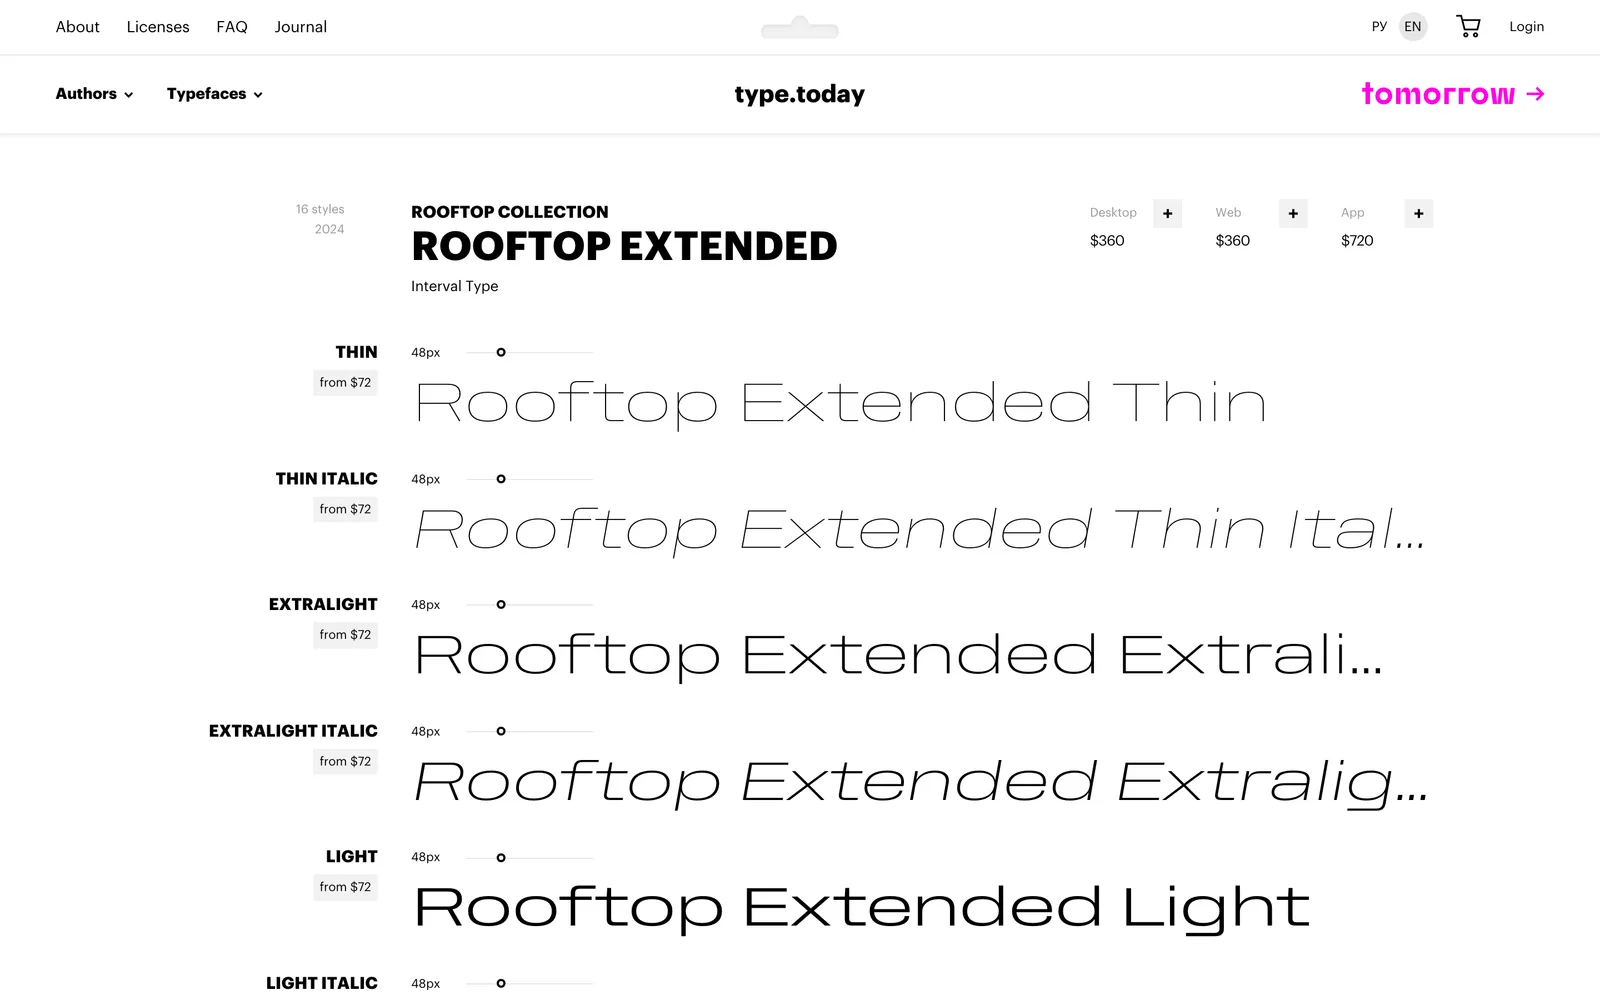 About Licenses FAQ Journal
РУ EN Login
Authors Typefaces
type.today
tomorrow →
16 styles
2024
ROOFTOP COLLECTION
ROOFTOP EXTENDED
Interval Type
Desktop + Web + App +
$360 $360 $720
THIN
from $72
48px
Rooftop Extended Thin
THIN ITALIC
from $72
48px
Rooftop Extended Thin Ital...
EXTRALIGHT
from $72
48px
Rooftop Extended Extrali...
EXTRALIGHT ITALIC
from $72
48px
Rooftop Extended Extralig...
LIGHT
from $72
48px
Rooftop Extended Light
LIGHT ITALIC
48px